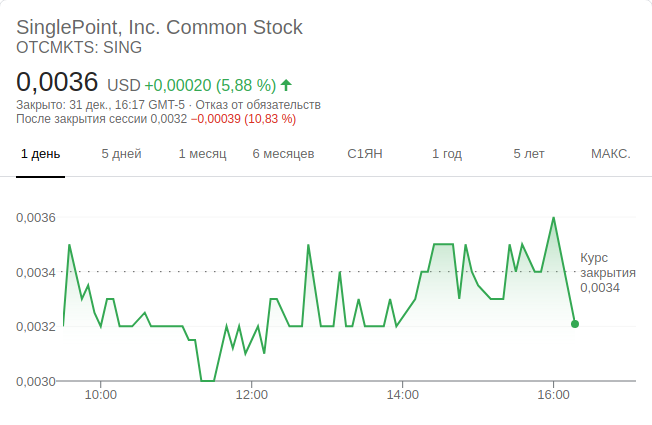 SinglePoint, Inc. Common Stock
OTCMKTS: SING
0,0036 USD +0,00020 (5,88 %)
Закрыто: 31 дек., 16:17 GMT-5 · Отказ от обязательств
После закрытия сессии 0,0032 −0,00039 (10,83 %)
1 день 5 дней 1 месяц 6 месяцев С1ЯН 1 год 5 лет МАКС.
0,0036
Курс
закрытия
0,0034
0,0034
0,0032
0,0030
10:00 12:00 14:00 16:00